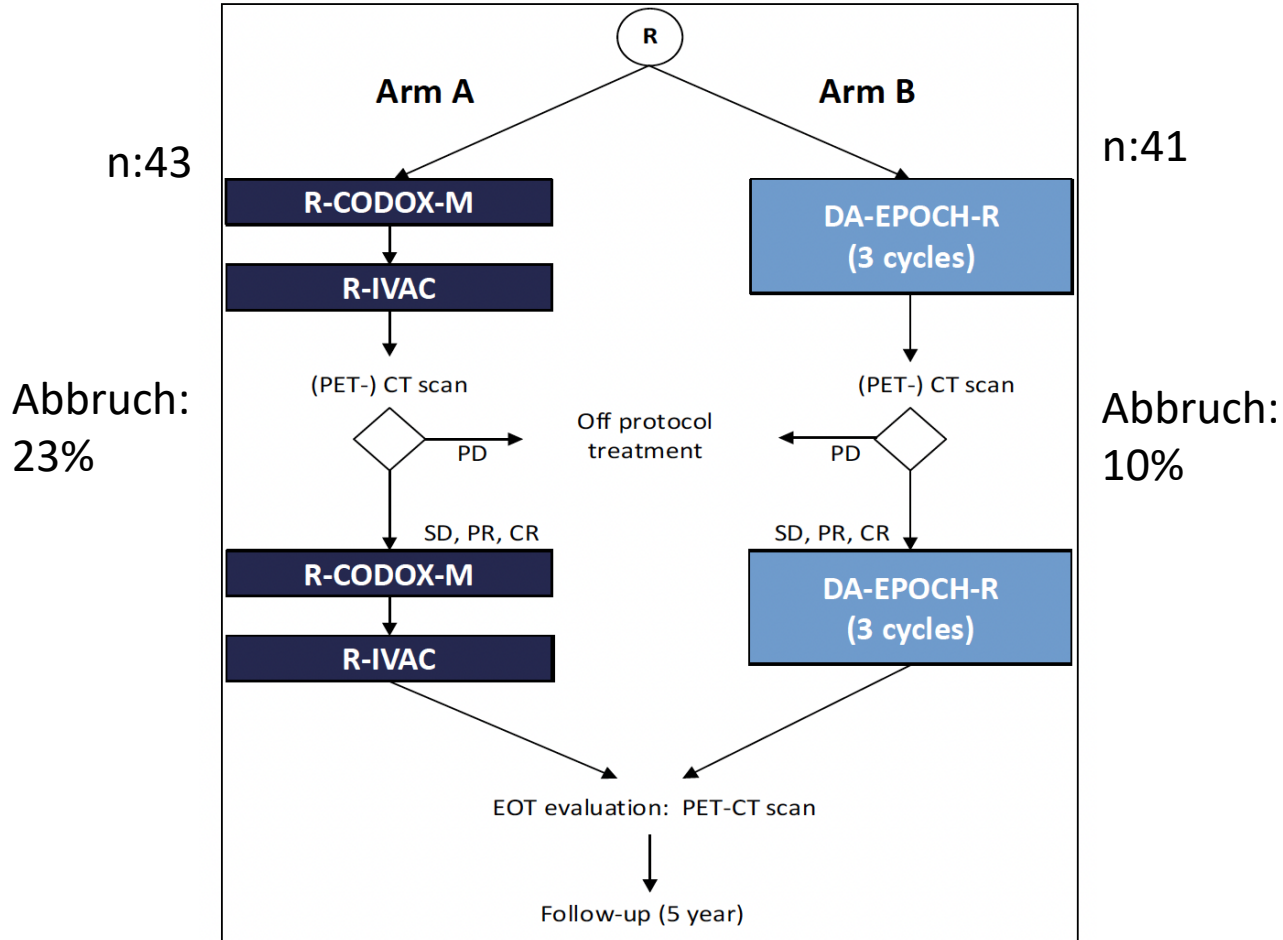 R
Arm A
Arm B
n:43
n:41
R-CODOX-M
R-IVAC
DA-EPOCH-R
(3 cycles)
(PET-) CT scan
(PET-) CT scan
Abbruch:
23%
Off protocol
treatment
PD
PD
Abbruch:
10%
SD, PR, CR
SD, PR, CR
R-CODOX-M
R-IVAC
DA-EPOCH-R
(3 cycles)
EOT evaluation: PET-CT scan
Follow-up (5 year)